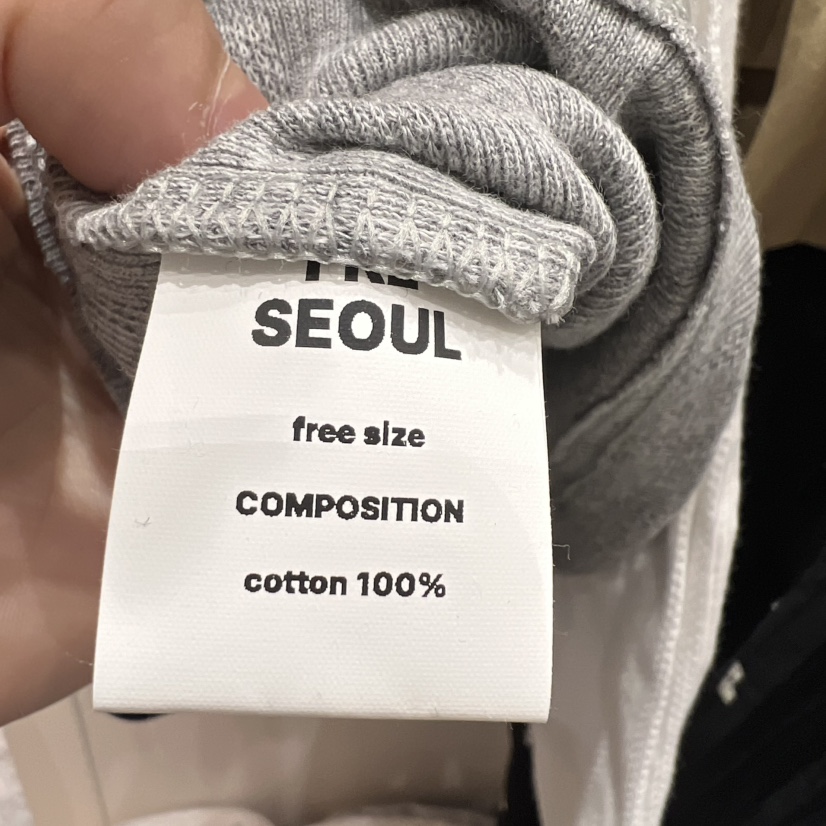 SEOUL
free size
COMPOSITION
cotton 100%